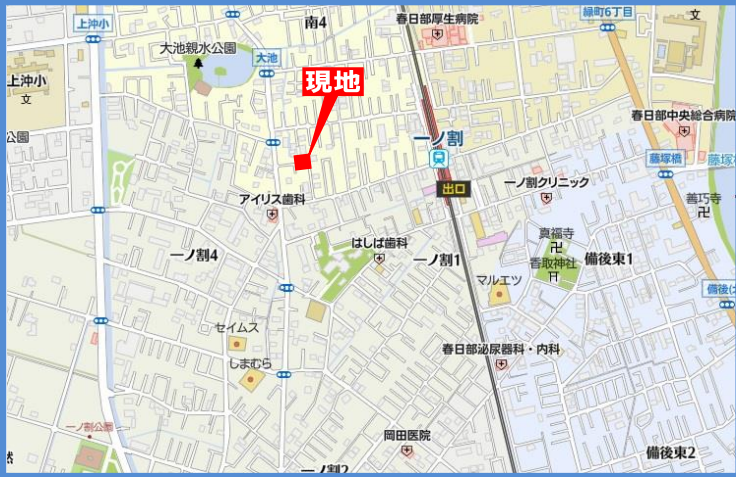 上沖小
南4
春日部厚生病院
緑町6丁目
文
大池親水公園
大池
上沖小
文
現地
公園
一ノ割
春日部中央総合病院
藤塚橋
藤塚橋
出口
一ノ割クリニック
善巧寺
アイリス歯科
真福寺
はしば歯科
一ノ割4
一ノ割1
香取神社
備後東1
マルエツ
セイムス
しまむら
春日部泌尿器科・内科
一ノ割公園
岡田医院
一ノ割2
備後東2